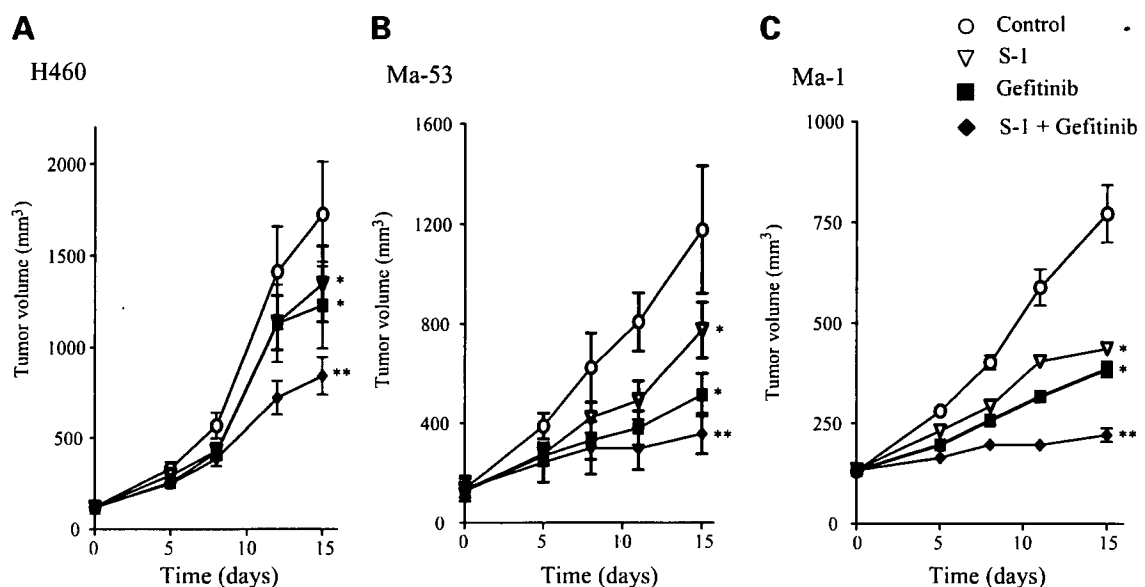 A
B
C
H460
Ma-53
Ma-1
Control
S-1
Gefitinib
S-1 + Gefitinib
Tumor volume (mm³)
2000
1500
1000
500
0
0 5 10 15
Time (days)
*
*
**
Tumor volume (mm³)
1600
1200
800
400
0
0 5 10 15
Time (days)
*
*
**
Tumor volume (mm³)
1000
750
500
250
0
0 5 10 15
Time (days)
*
*
**